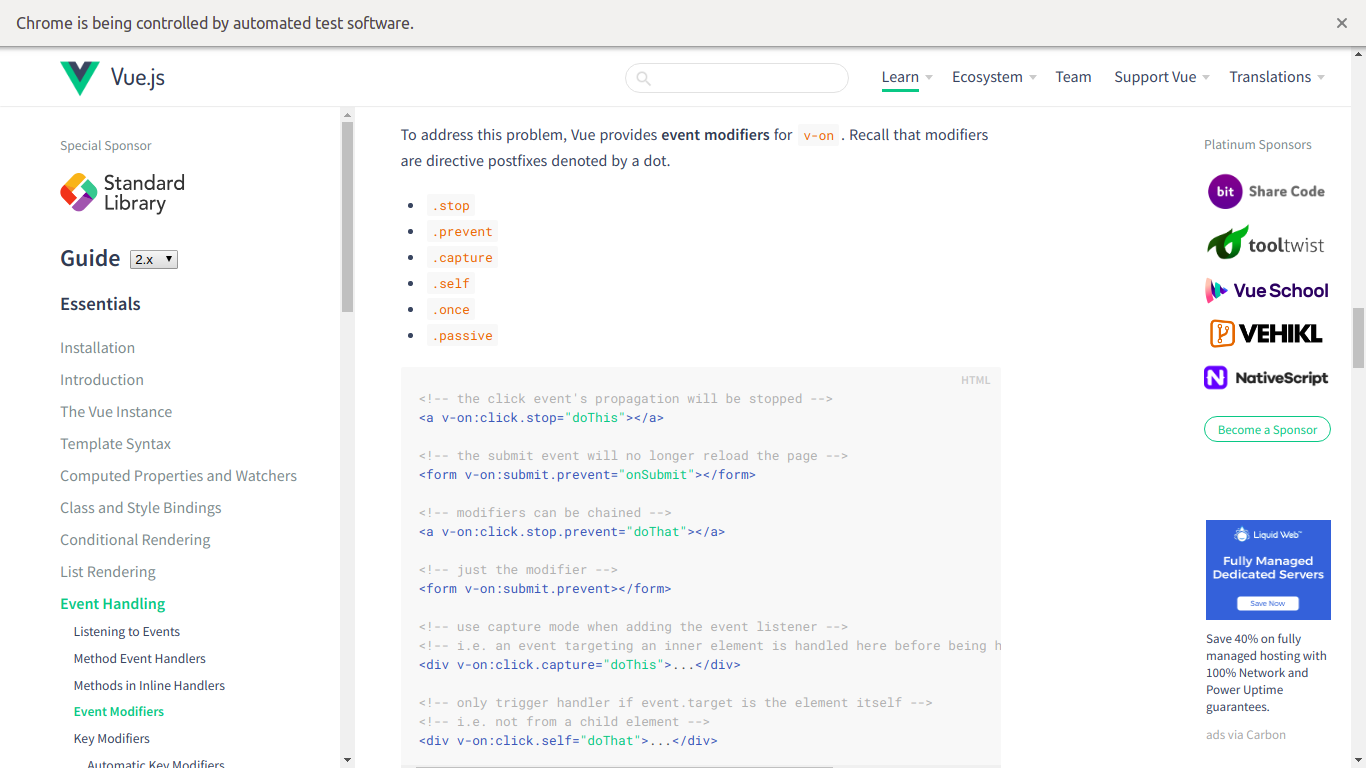 Chrome is being controlled by automated test software.
Vue.js
Learn
Ecosystem
Team
Support Vue
Translations
Special Sponsor
Standard
Library
Guide
2.x
Essentials
Installation
Introduction
The Vue Instance
Template Syntax
Computed Properties and Watchers
Class and Style Bindings
Conditional Rendering
List Rendering
Event Handling
Listening to Events
Method Event Handlers
Methods in Inline Handlers
Event Modifiers
Key Modifiers
Automatic Key Modifiers
To address this problem, Vue provides event modifiers for v-on . Recall that modifiers
are directive postfixes denoted by a dot.
.stop
.prevent
.capture
.self
.once
.passive
HTML
<!-- the click event's propagation will be stopped -->
<a v-on:click.stop="doThis"></a>
<!-- the submit event will no longer reload the page -->
<form v-on:submit.prevent="onSubmit"></form>
<!-- modifiers can be chained -->
<a v-on:click.stop.prevent="doThat"></a>
<!-- just the modifier -->
<form v-on:submit.prevent></form>
<!-- use capture mode when adding the event listener -->
<!-- i.e. an event targeting an inner element is handled here before being h
<div v-on:click.capture="doThis">...</div>
<!-- only trigger handler if event.target is the element itself -->
<!-- i.e. not from a child element -->
<div v-on:click.self="doThat">...</div>
Platinum Sponsors
bit Share Code
tooltwist
Vue School
VEHIKL
NativeScript
Become a Sponsor
Liquid Web™
Fully Managed
Dedicated Servers
Save Now
Save 40% on fully
managed hosting with
100% Network and
Power Uptime
guarantees.
ads via Carbon